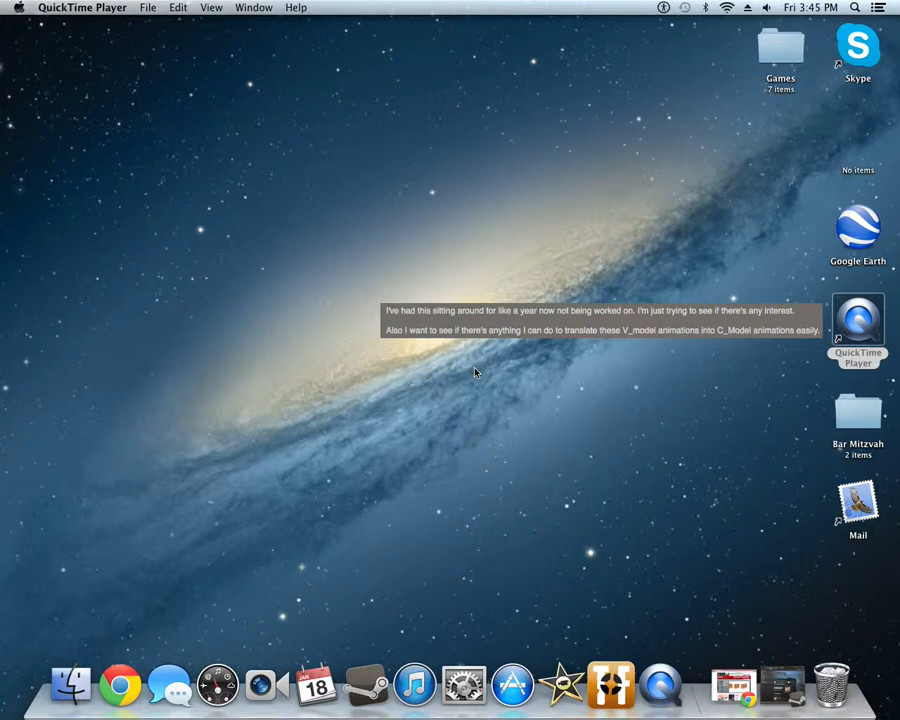 QuickTime Player File Edit View Window Help Fri 3:45 PM
Games
7 items
Skype
No items
Google Earth
I've had this sitting around for like a year now not being worked on. I'm just trying to see if there's any interest.
Also I want to see if there's anything I can do to translate these V_model animations into C_Model animations easily.
QuickTime
Player
Bar Mitzvah
2 items
Mail
JAN
18